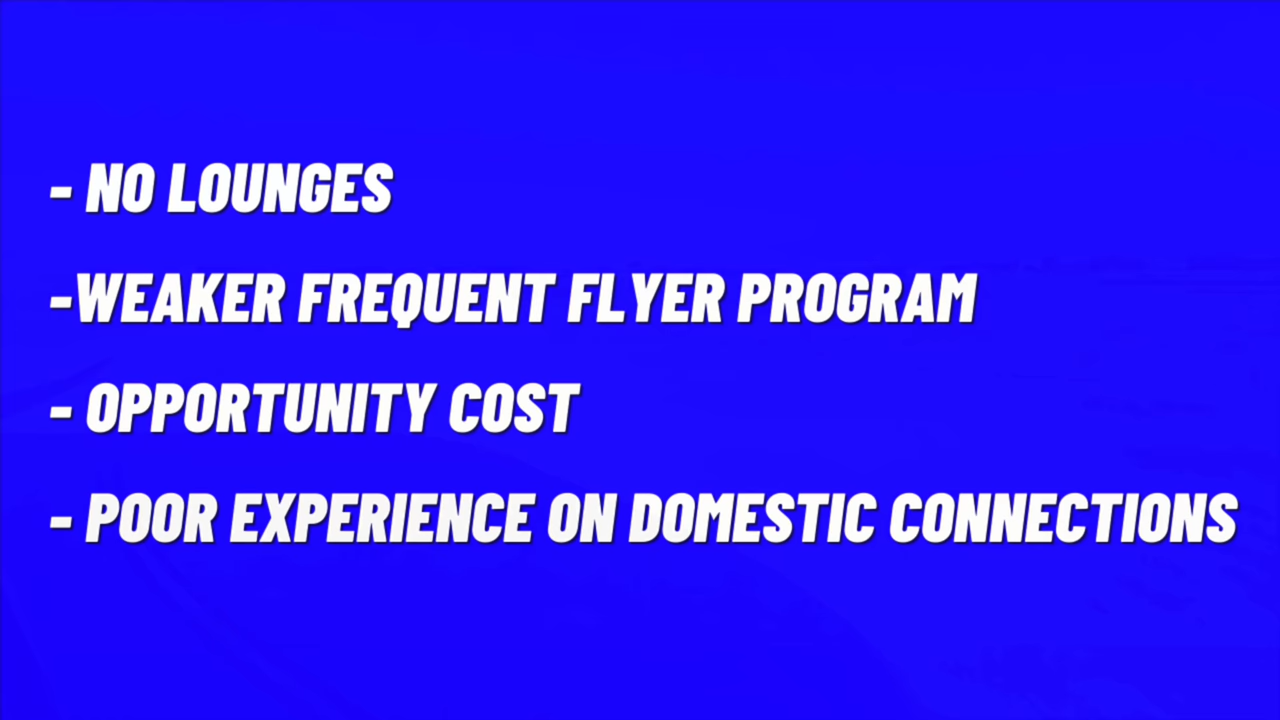 - NO LOUNGES
-WEAKER FREQUENT FLYER PROGRAM
- OPPORTUNITY COST
- POOR EXPERIENCE ON DOMESTIC CONNECTIONS